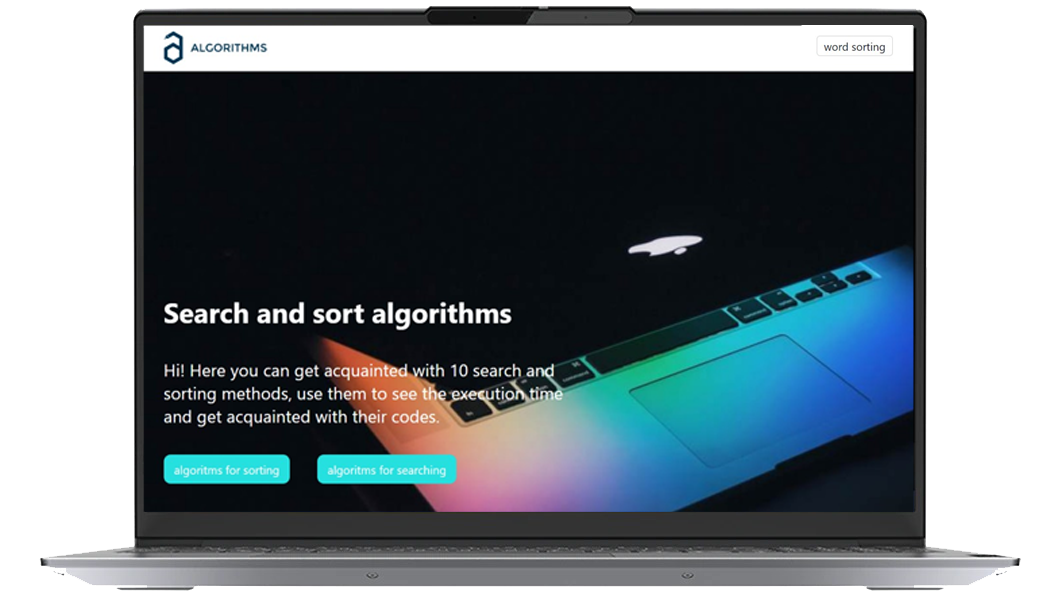 ALGORITHMS
word sorting
Search and sort algorithms
Hi! Here you can get acquainted with 10 search and
sorting methods, use them to see the execution time
and get acquainted with their codes.
algoritms for sorting
algoritms for searching